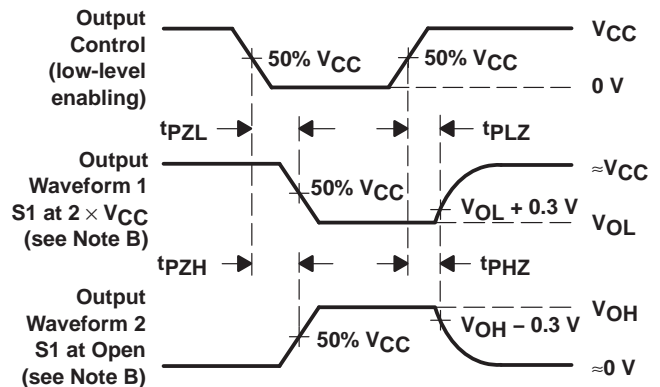 Output
Control
(low-level
enabling)
50% VCC
50% VCC
VCC
0 V
tPZL
tPLZ
Output
Waveform 1
S1 at 2 × VCC
(see Note B)
50% VCC
VOL + 0.3 V
≈VCC
VOL
tPZH
tPHZ
Output
Waveform 2
S1 at Open
(see Note B)
50% VCC
VOH − 0.3 V
VOH
≈0 V